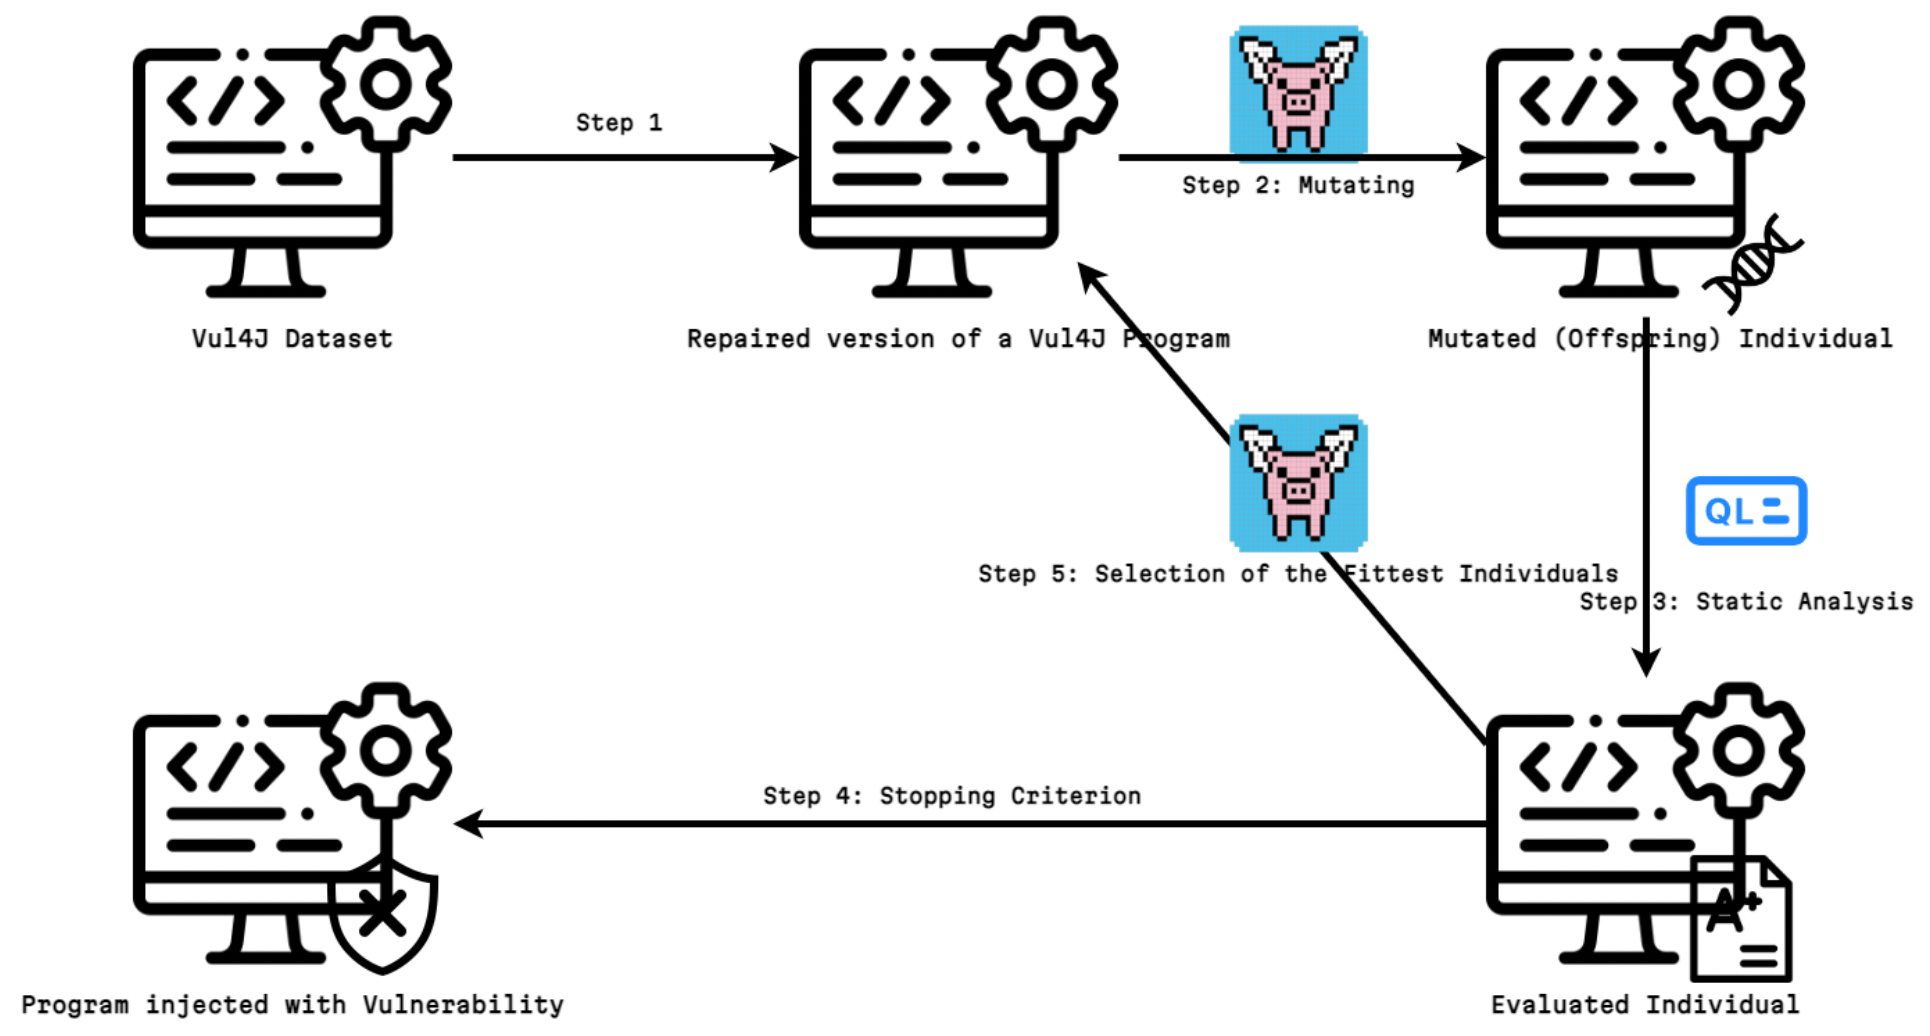 </>
</>
</>
Step 1
Step 2: Mutating
Vul4J Dataset
Repaired version of a Vul4J Program
Mutated (Offspring) Individual
QL
Step 5: Selection of the Fittest Individuals
Step 3: Static Analysis
</>
</>
Step 4: Stopping Criterion
A+
Program injected with Vulnerability
Evaluated Individual